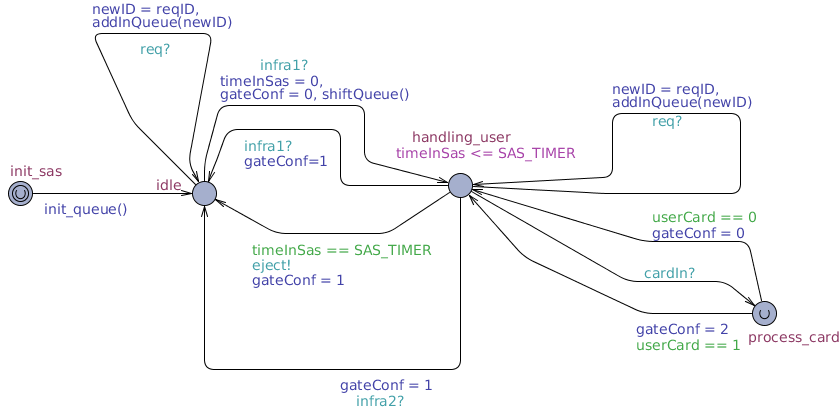 newID = reqID,
addInQueue(newID)
req?
infra1?
timeInSas = 0,
gateConf = 0, shiftQueue()
newID = reqID,
addInQueue(newID)
req?
handling_user
timeInSas <= SAS_TIMER
infra1?
gateConf=1
init_sas
idle
init_queue()
userCard == 0
gateConf = 0
timeInSas == SAS_TIMER
eject!
gateConf = 1
cardIn?
gateConf = 2
userCard == 1
process_card
gateConf = 1
infra2?